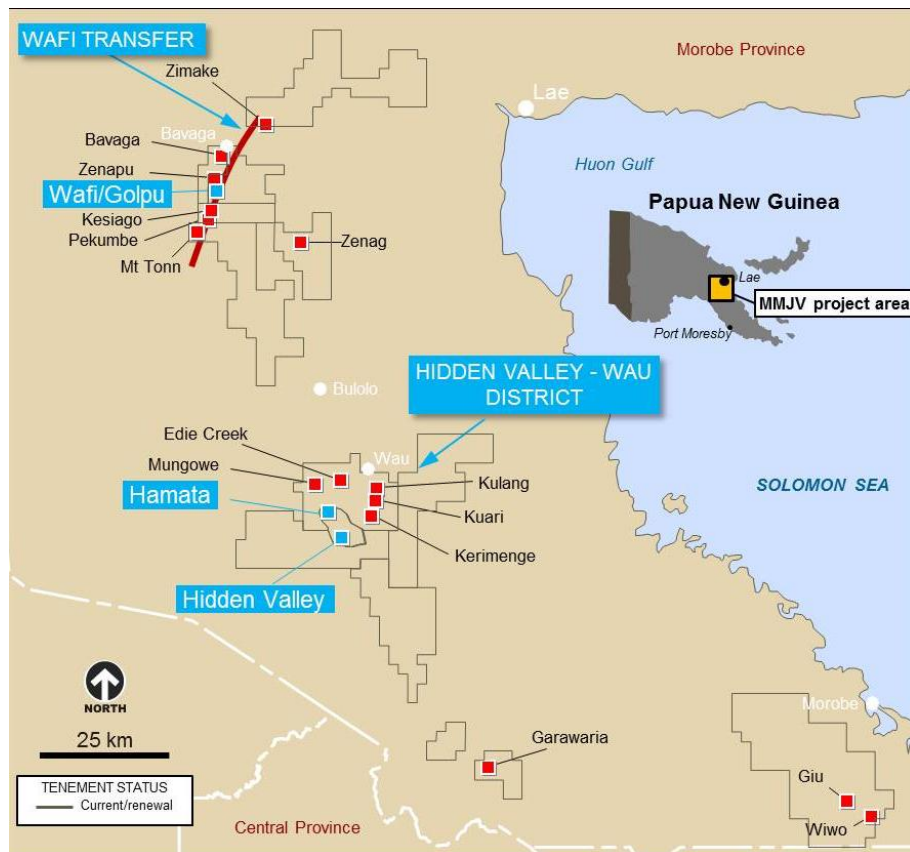 WAFI TRANSFER
Morobe Province
Zimake
Lae
Bavaga
Bavaga
Huon Gulf
Zenapu
Wafi/Golpu
Papua New Guinea
Kesiago
Pekumbe
Zenag
Mt Tonn
Lae
MMJV project area
Port Moresby
HIDDEN VALLEY - WAU
DISTRICT
Bulolo
Edie Creek
Wau
Mungowe
Kulang
SOLOMON SEA
Hamata
Kuari
Kerimenge
Hidden Valley
NORTH
Morobe
25 km
Garawaria
TENEMENT STATUS
Current/renewal
Giu
Central Province
Wiwo